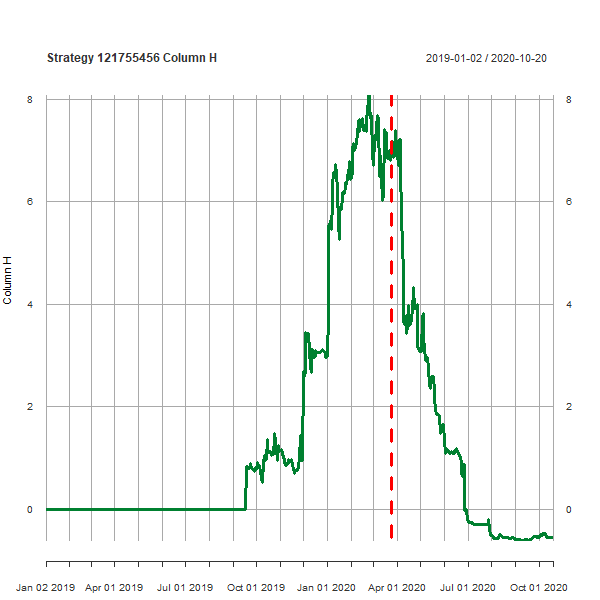 Strategy 121755456 Column H
2019-01-02 / 2020-10-20
8
8
6
6
4
4
2
2
0
0
Column H
Jan 02 2019
Apr 01 2019
Jul 01 2019
Oct 01 2019
Jan 01 2020
Apr 01 2020
Jul 01 2020
Oct 01 2020